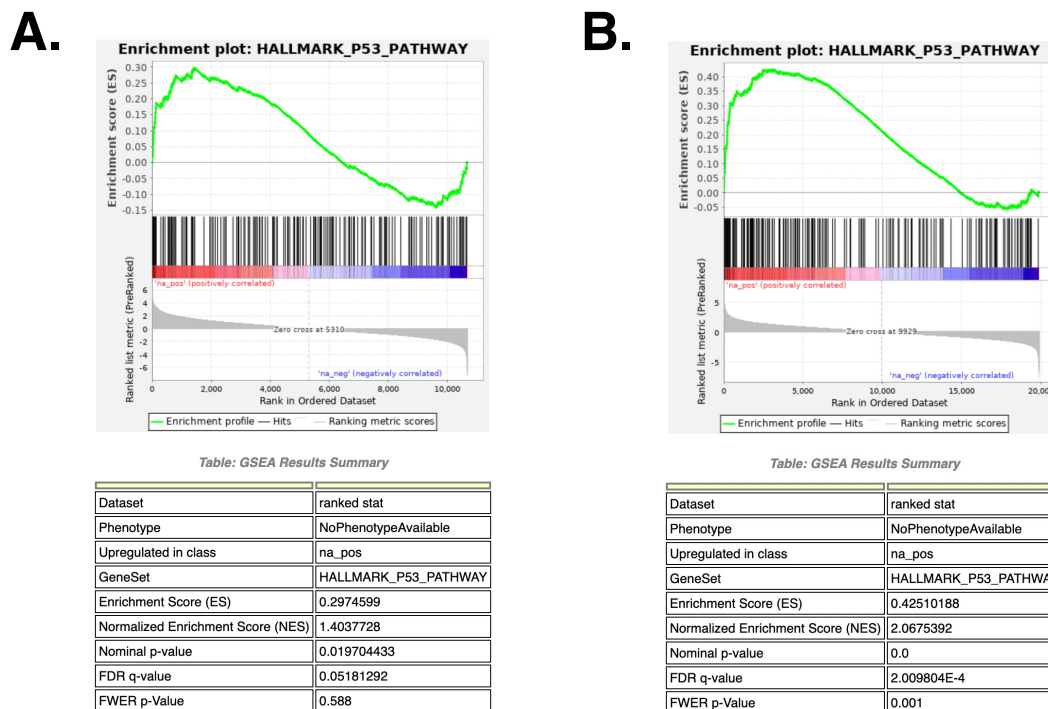 A.
Enrichment plot: HALLMARK_P53_PATHWAY
Enrichment score (ES)
0.30
0.25
0.20
0.15
0.10
0.05
0.00
-0.05
-0.10
-0.15
'na_pos' (positively correlated)
Ranked list metric (PreRanked)
6
4
2
0
-2
-4
-6
Zero cross at 5310
'na_neg' (negatively correlated)
0 2,000 4,000 6,000 8,000 10,000
Rank in Ordered Dataset
Enrichment profile Hits Ranking metric scores
Table: GSEA Results Summary
Dataset ranked stat
Phenotype NoPhenotypeAvailable
Upregulated in class na_pos
GeneSet HALLMARK_P53_PATHWAY
Enrichment Score (ES) 0.2974599
Normalized Enrichment Score (NES) 1.4037728
Nominal p-value 0.019704433
FDR q-value 0.05181292
FWER p-Value 0.588
B.
Enrichment plot: HALLMARK_P53_PATHWAY
Enrichment score (ES)
0.40
0.35
0.30
0.25
0.20
0.15
0.10
0.05
0.00
-0.05
'na_pos' (positively correlated)
Ranked list metric (PreRanked)
5
0
-5
Zero cross at 9929
'na_neg' (negatively correlated)
0 5,000 10,000 15,000 20,00
Rank in Ordered Dataset
Enrichment profile Hits Ranking metric scores
Table: GSEA Results Summary
Dataset ranked stat
Phenotype NoPhenotypeAvailable
Upregulated in class na_pos
GeneSet HALLMARK_P53_PATHWA
Enrichment Score (ES) 0.42510188
Normalized Enrichment Score (NES) 2.0675392
Nominal p-value 0.0
FDR q-value 2.009804E-4
FWER p-Value 0.001